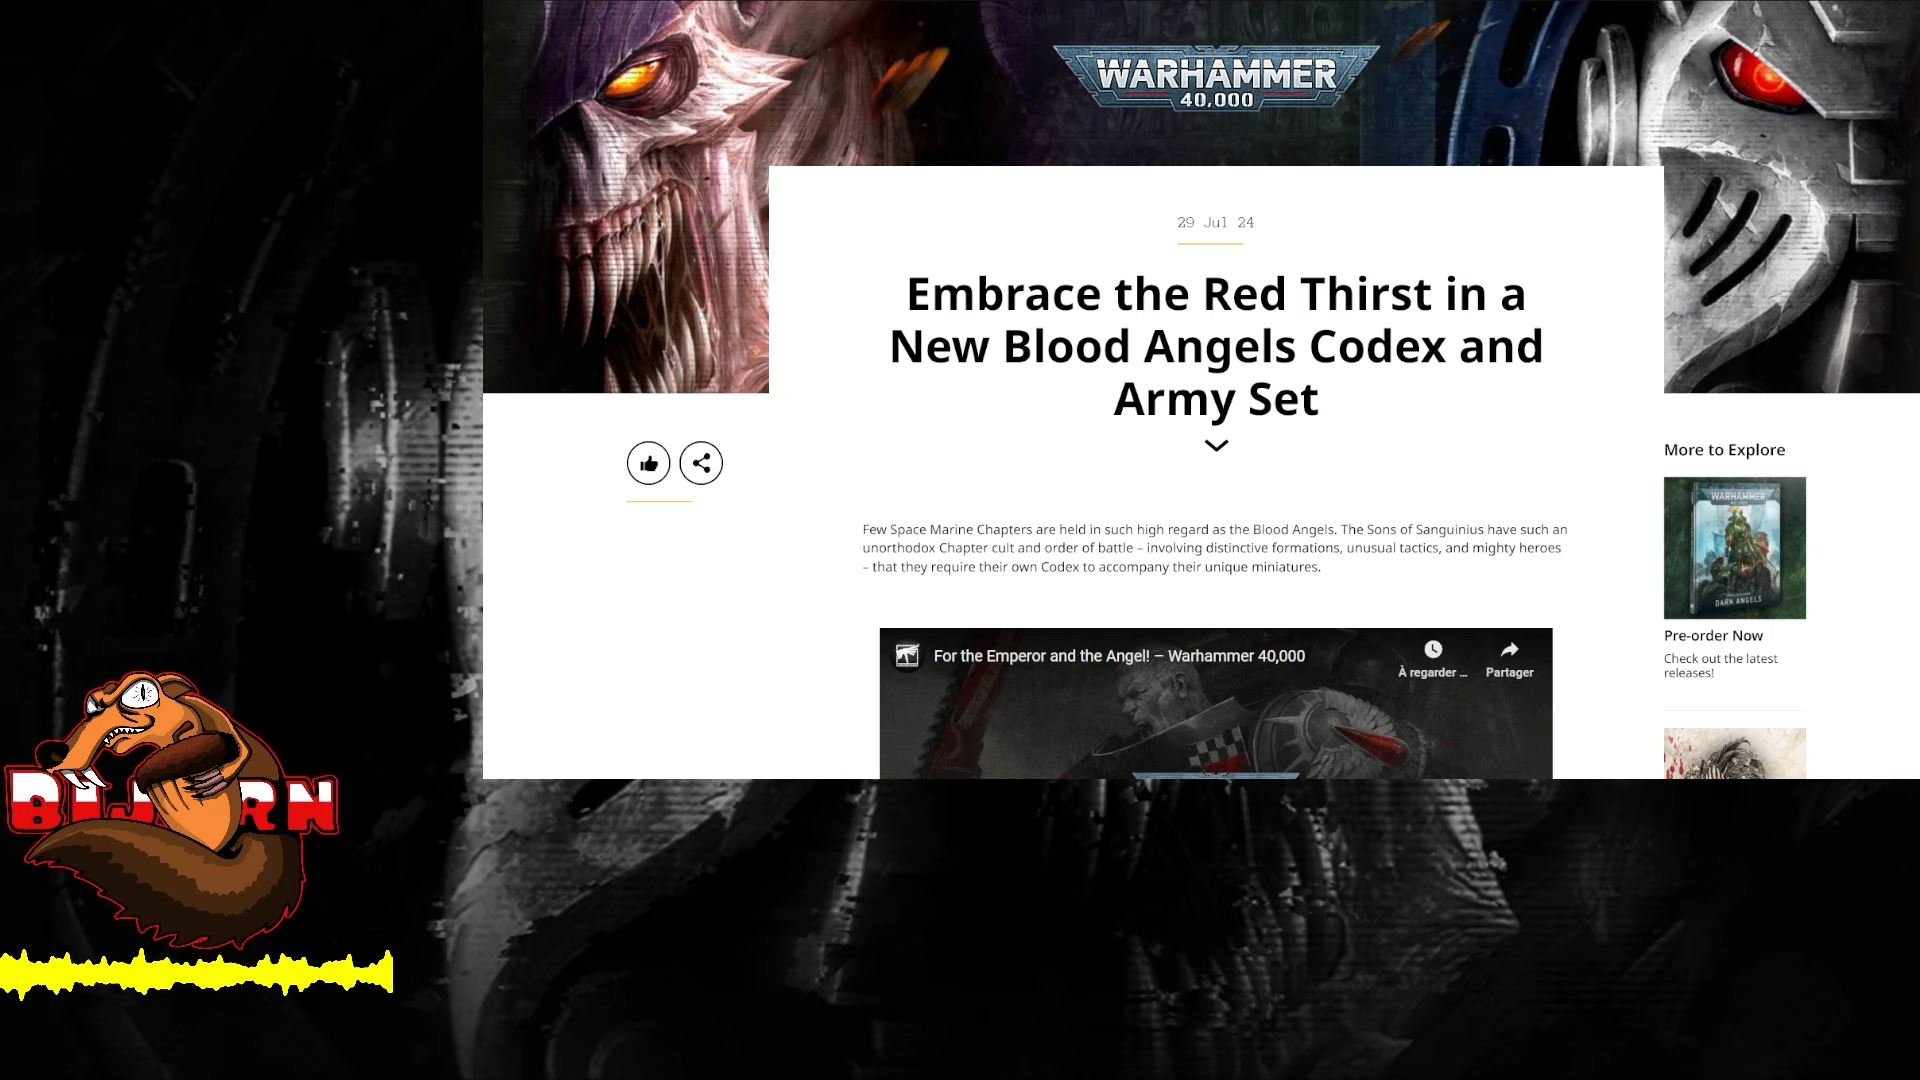 WARHAMMER
40,000
29 Jul 24
Embrace the Red Thirst in a
New Blood Angels Codex and
Army Set
More to Explore
Few Space Marine Chapters are held in such high regard as the Blood Angels. The Sons of Sanguinius have such an
unorthodox Chapter cult and order of battle – involving distinctive formations, unusual tactics, and mighty heroes
– that they require their own Codex to accompany their unique miniatures.
WARHAMMER
40,000
DARK ANGELS
Pre-order Now
Check out the latest
releases!
For the Emperor and the Angel! – Warhammer 40,000
À regarder ...
Partager